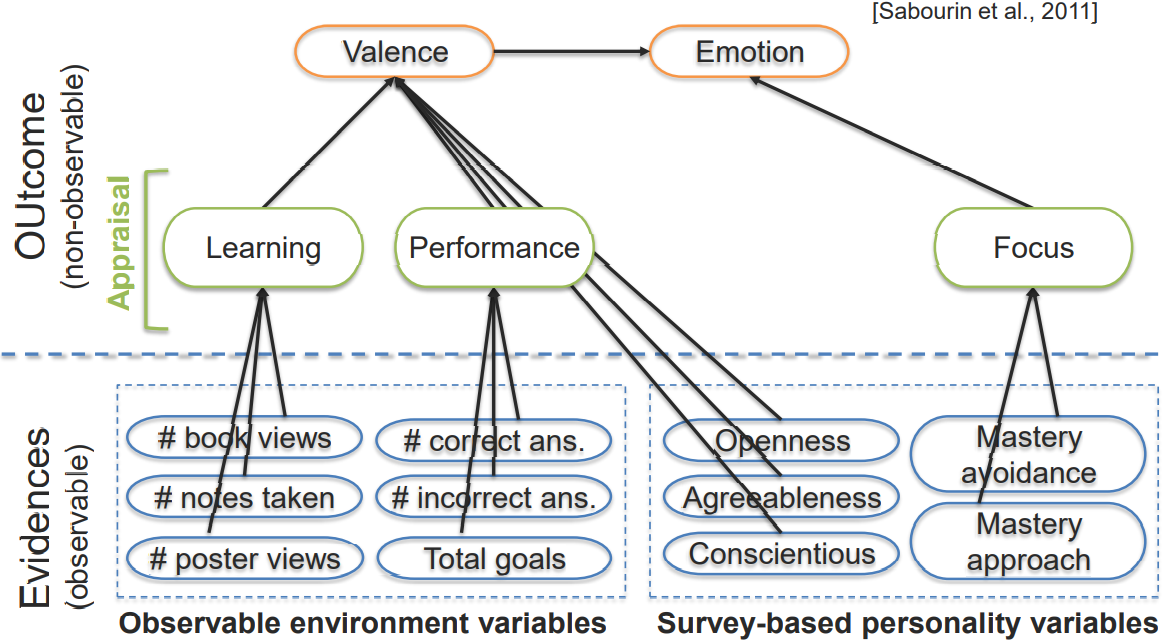 [Sabourin et al., 2011]
Valence
Emotion
OUtcome
(non-observable)
Appraisal
Learning
Performance
Focus
Evidences
(observable)
# book views
# notes taken
# poster views
# correct ans.
# incorrect ans.
Total goals
Openness
Agreeableness
Conscientious
Mastery
avoidance
Mastery
approach
Observable environment variables
Survey-based personality variables